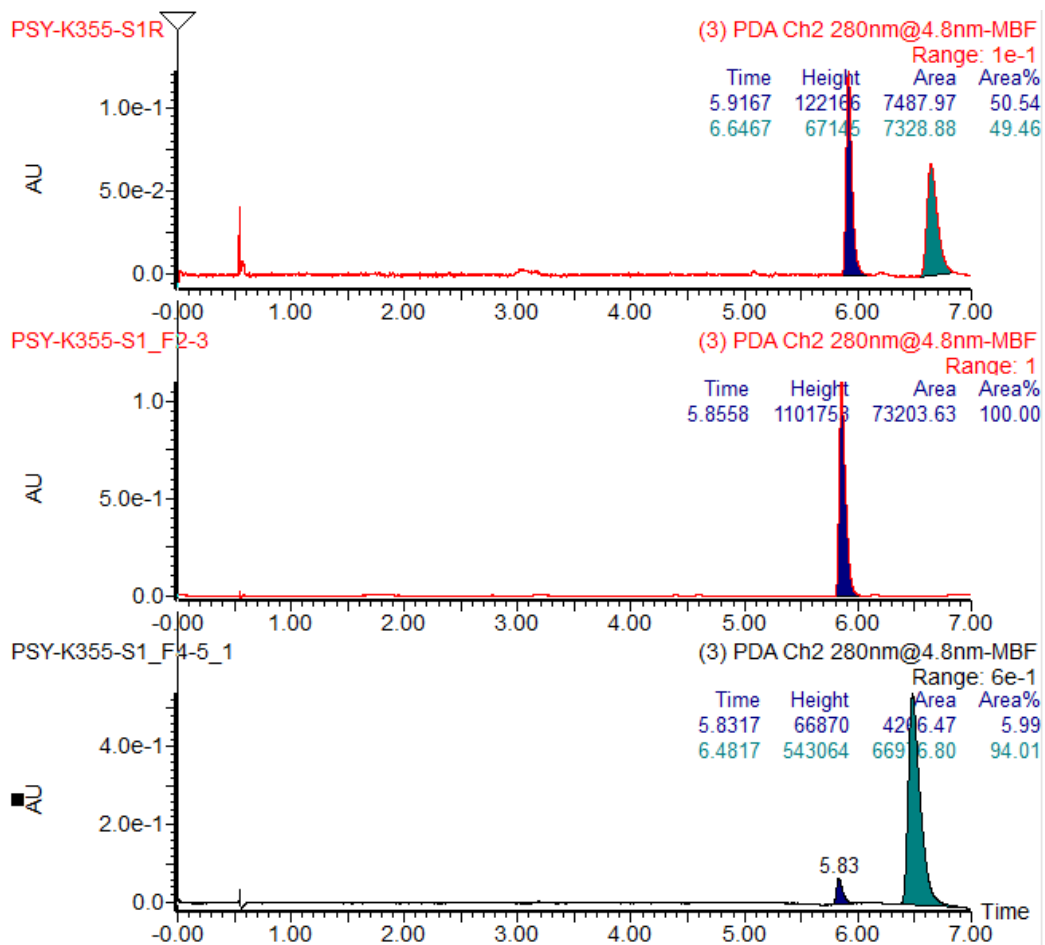 PSY-K355-S1R (3) PDA Ch2 280nm@4.8nm-MBF
Range: 1e-1
Time Height Area Area%
5.9167 122166 7487.97 50.54
6.6467 67145 7328.88 49.46
1.0e-1
AU
5.0e-2
0.0
-0.00 1.00 2.00 3.00 4.00 5.00 6.00 7.00
PSY-K355-S1_F2-3 (3) PDA Ch2 280nm@4.8nm-MBF
Range: 1
Time Height Area Area%
5.8558 1101753 73203.63 100.00
1.0
AU
5.0e-1
0.0
-0.00 1.00 2.00 3.00 4.00 5.00 6.00 7.00
PSY-K355-S1_F4-5_1 (3) PDA Ch2 280nm@4.8nm-MBF
Range: 6e-1
Time Height Area Area%
5.8317 66870 5.99
6.4817 543064 94.01
4.0e-1
AU
2.0e-1
5.83
0.0
Time
-0.00 1.00 2.00 3.00 4.00 5.00 6.00 7.00